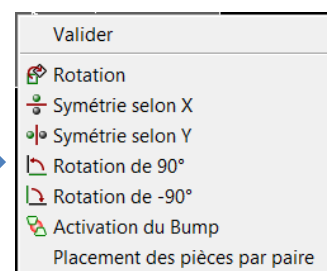 Valider
Rotation
Symétrie selon X
Symétrie selon Y
Rotation de 90°
Rotation de -90°
Activation du Bump
Placement des pièces par paire